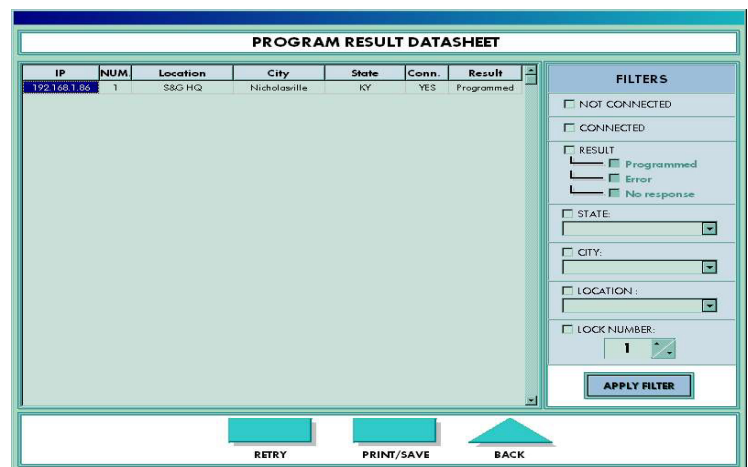 PROGRAM RESULT DATASHEET
IP NUM. Location City State Conn. Result
192.168.1.86 1 S&G HQ Nicholasville KY YES Programmed
FILTERS
NOT CONNECTED
CONNECTED
RESULT
Programmed
Error
No response
STATE:
CITY:
LOCATION :
LOCK NUMBER:
1
APPLY FILTER
RETRY PRINT/SAVE BACK